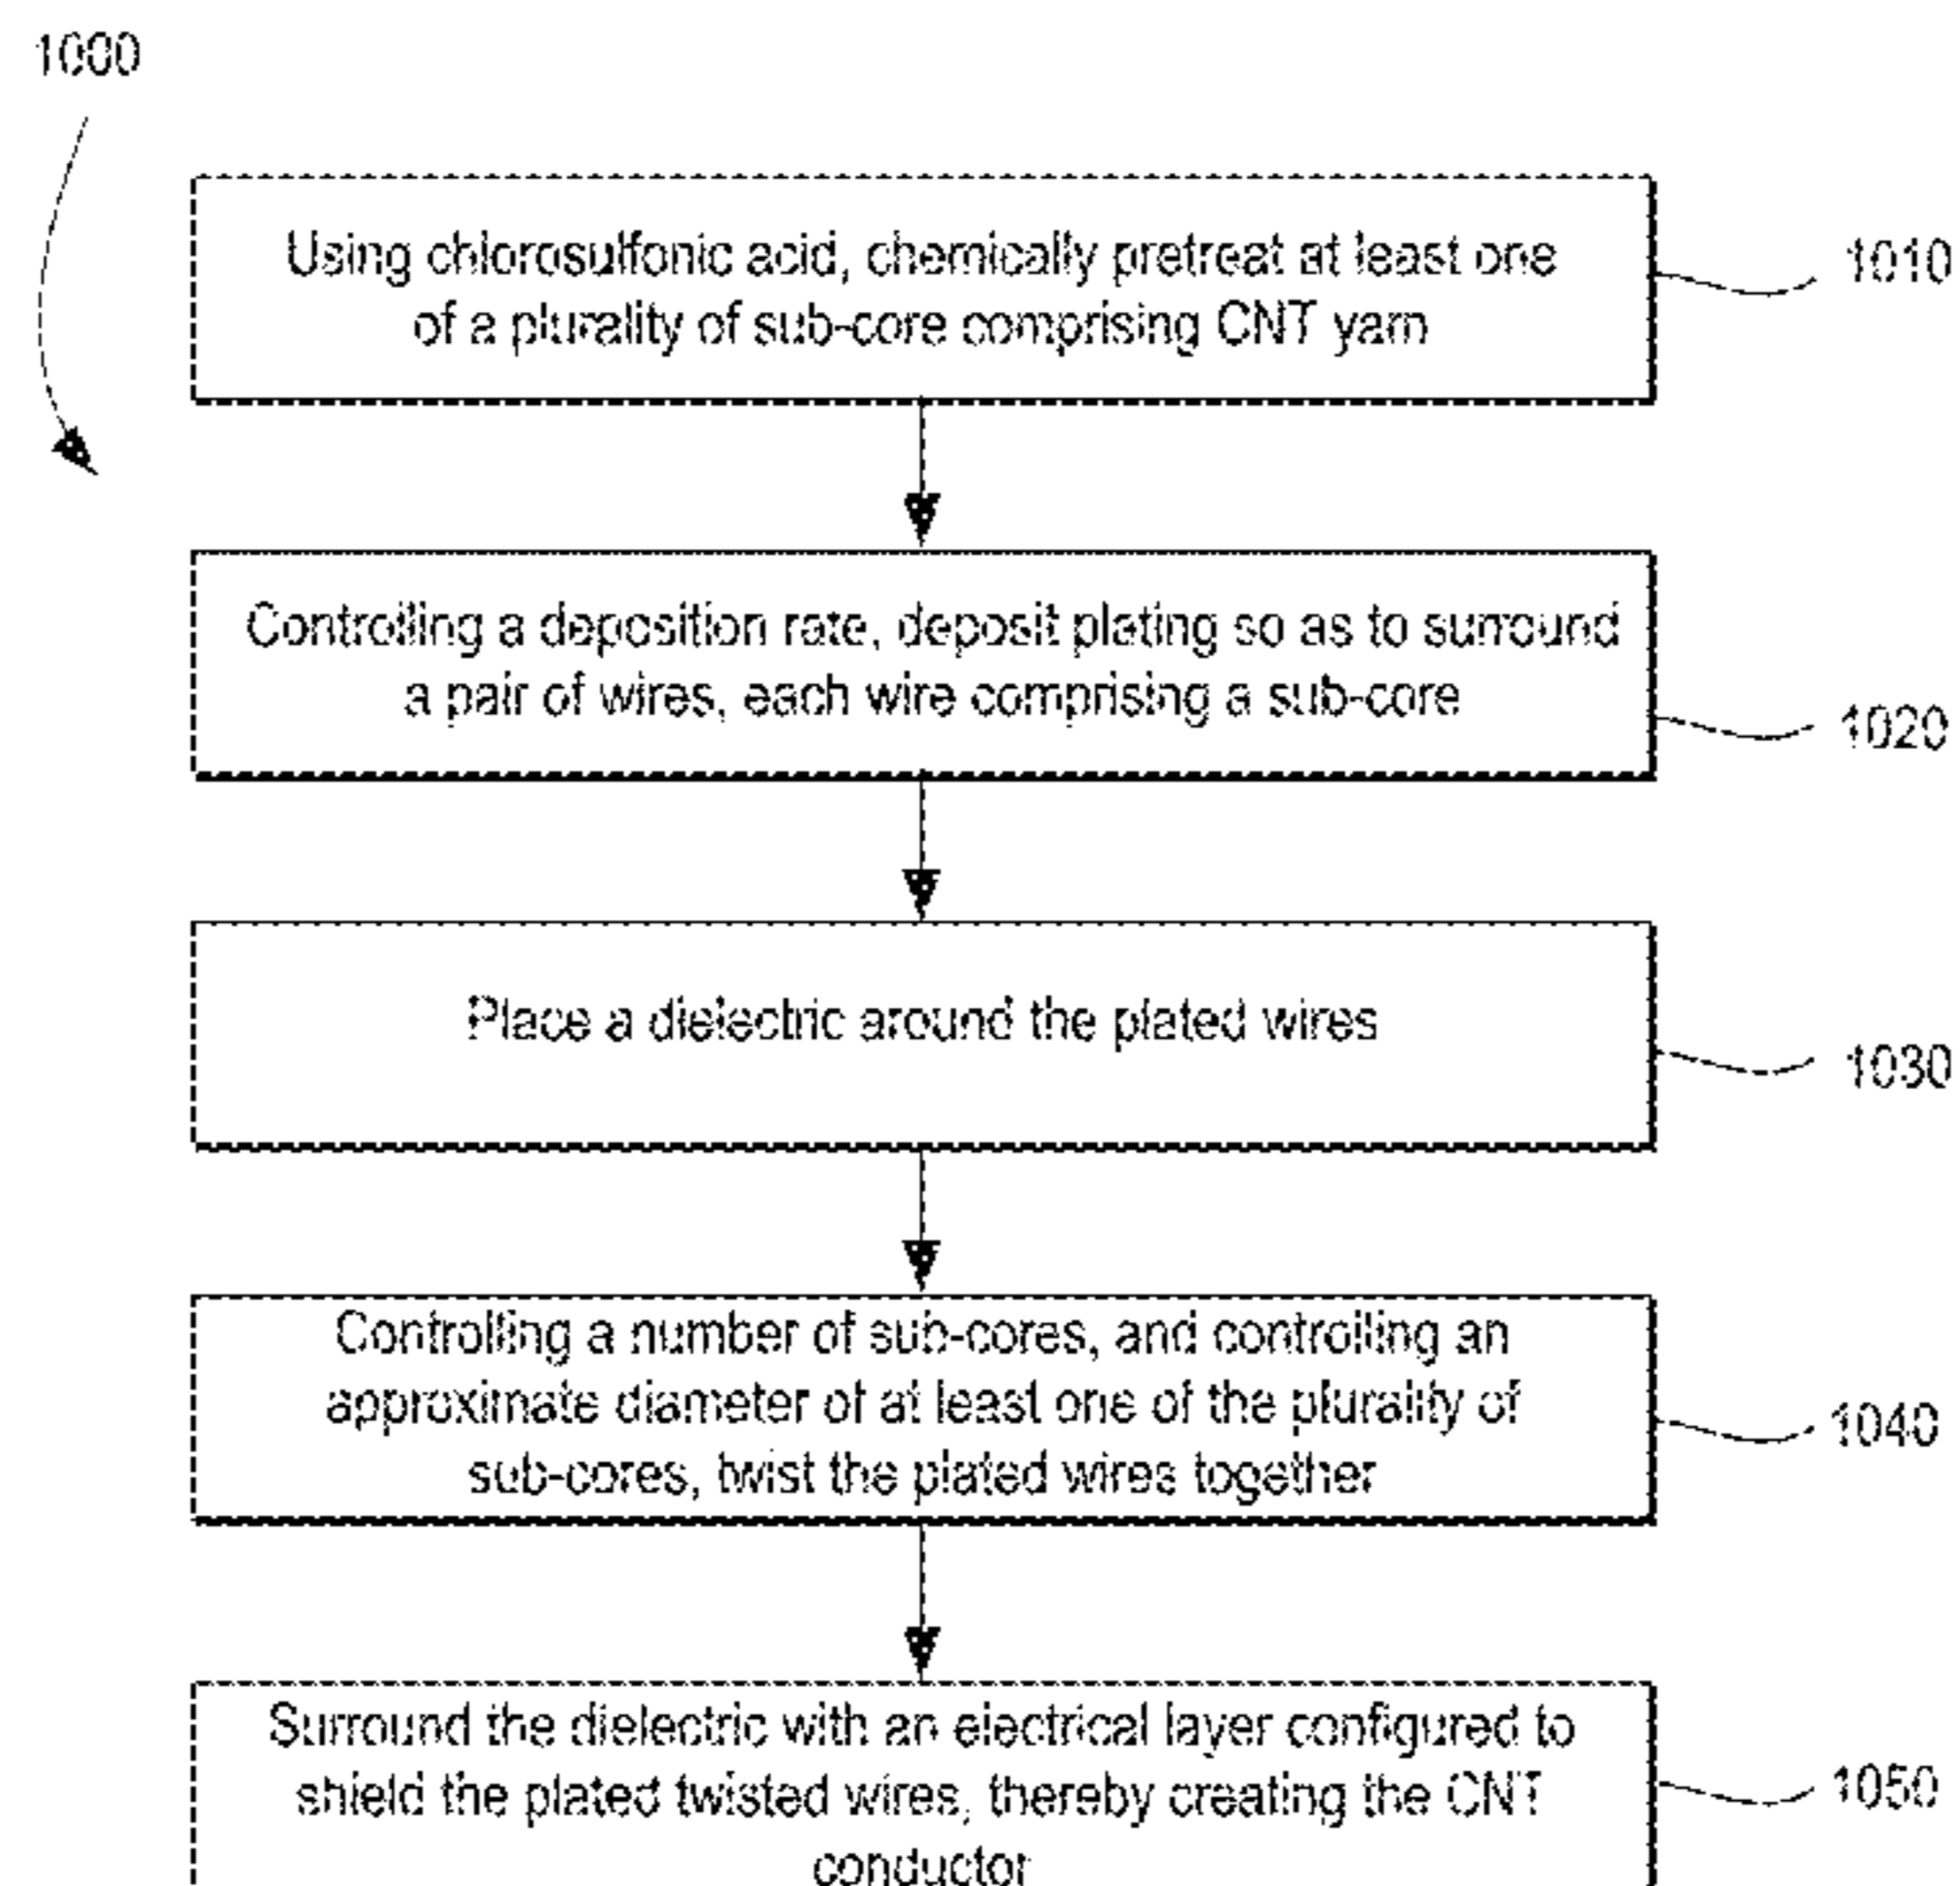 1000
Using chlorosulfonic acid, chemically pretreat at least one
of a plurality of sub-core comprising CNT yarn
1010
Controlling a deposition rate, deposit plating so as to surround
a pair of wires, each wire comprising a sub-core
1020
Place a dielectric around the plated wires
1030
Controlling a number of sub-cores, and controlling an
approximate diameter of at least one of the plurality of
sub-cores, twist the plated wires together
1040
Surround the dielectric with an electrical layer configured to
shield the plated twisted wires, thereby creating the CNT
conductor
1050